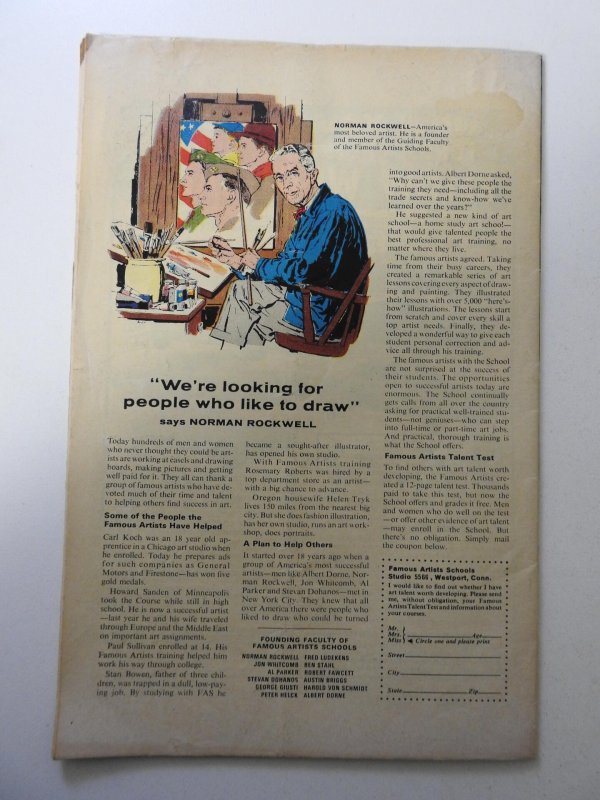 NORMAN ROCKWELL—America's
most beloved artist. He is a founder
and member of the Guiding Faculty
of the Famous Artists Schools.
"We're looking for
people who like to draw"
says NORMAN ROCKWELL
Today hundreds of men and women
who never thought they could be art-
ists are working at easels and drawing
boards, making pictures and getting
well paid for it. They all can thank a
group of famous artists who have de-
voted much of their time and talent
to helping others find success in art.
Some of the People the
Famous Artists Have Helped
Carl Koch was an 18 year old ap-
prentice in a Chicago art studio when
he enrolled. Today he prepares ads
for such companies as General
Motors and Firestone—has won five
gold medals.
Howard Sanden of Minneapolis
took the Course while still in high
school. He is now a successful artist
—last year he and his wife traveled
through Europe and the Middle East
on important art assignments.
Paul Sullivan enrolled at 14. His
Famous Artists training helped him
work his way through college.
Stan Bowen, father of three chil-
dren, was trapped in a dull, low-pay-
ing job. By studying with FAS he
became a sought-after illustrator,
has opened his own studio.
With Famous Artists training
Rosemary Roberts was hired by a
top department store as an artist—
with a big chance to advance.
Oregon housewife Helen Tryk
lives 150 miles from the nearest big
city. But she does fashion illustration,
has her own studio, runs an art work-
shop, does portraits.
A Plan to Help Others
It started over 18 years ago when a
group of America's most successful
artists—men like Albert Dorne, Nor-
man Rockwell, Jon Whitcomb, Al
Parker and Stevan Dohanos—met in
New York City. They knew that all
over America there were people who
liked to draw who could be turned
FOUNDING FACULTY OF
FAMOUS ARTISTS SCHOOLS
NORMAN ROCKWELL FRED LUDEKENS
JON WHITCOMB BEN STAHL
AL PARKER ROBERT FAWCETT
STEVAN DOHANOS AUSTIN BRIGGS
GEORGE GIUSTI HAROLD VON SCHMIDT
PETER HELCK ALBERT DORNE
into good artists. Albert Dorne asked,
"Why can't we give these people the
training they need—including all the
trade secrets and know-how we've
learned over the years?"
He suggested a new kind of art
school—a home study art school—
that would give talented people the
best professional art training, no
matter where they live.
The famous artists agreed. Taking
time from their busy careers, they
created a remarkable series of art
lessons covering every aspect of draw-
ing and painting. They illustrated
their lessons with over 5,000 "here's-
how" illustrations. The lessons start
from scratch and cover every skill a
top artist needs. Finally, they de-
veloped a wonderful way to give each
student personal correction and ad-
vice all through his training.
The famous artists with the School
are not surprised at the success of
their students. The opportunities
open to successful artists today are
enormous. The School continually
gets calls from all over the country
asking for practical well-trained stu-
dents—not geniuses—who can step
into full-time or part-time art jobs.
And practical, thorough training is
what the School offers.
Famous Artists Talent Test
To find others with art talent worth
developing, the Famous Artists cre-
ated a 12-page talent test. Thousands
paid to take this test, but now the
School offers and grades it free. Men
and women who do well on the test
—or offer other evidence of art talent
—may enroll in the School. But
there's no obligation. Simply mail
the coupon below.
Famous Artists Schools
Studio 5566, Westport, Conn.
I would like to find out whether I have
art talent worth developing. Please send
me, without obligation, your Famous
Artists Talent Test and information about
your courses.
Mr.
Mrs. Age
Miss Circle one and please print
Street
City
State Zip